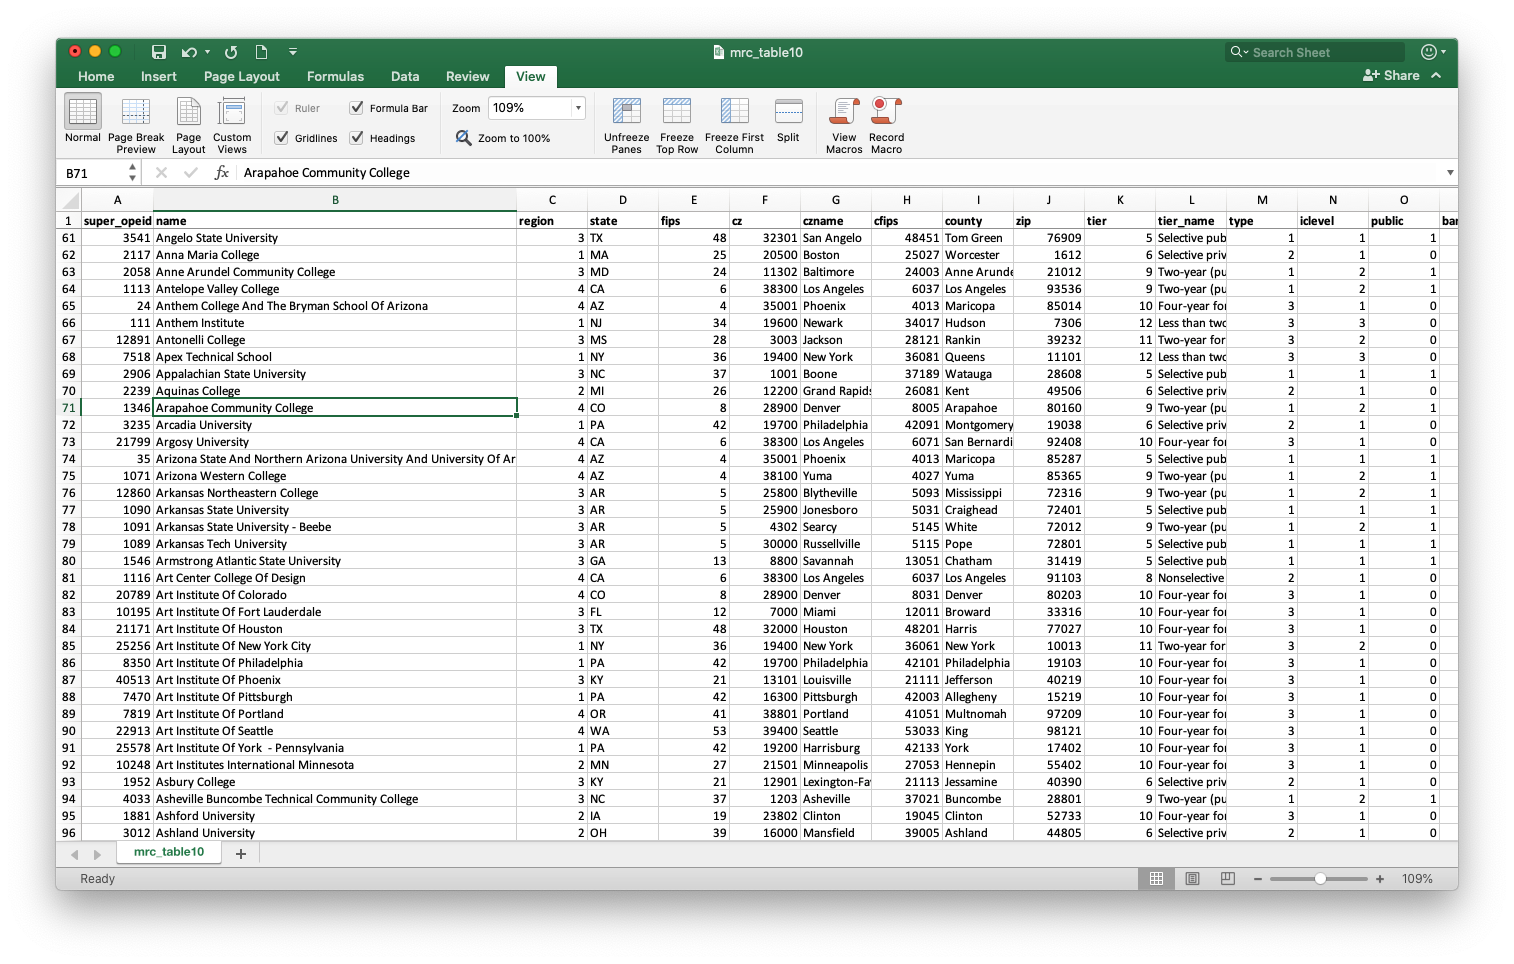 mrc_table10
Search Sheet
Home Insert Page Layout Formulas Data Review View
Share
Ruler Formula Bar Zoom 109%
Gridlines Headings Zoom to 100%
Normal Page Break Preview Page Layout Custom Views Unfreeze Panes Freeze Top Row Freeze First Column Split View Macros Record Macro
B71 fx Arapahoe Community College
A B C D E F G H I J K L M N O
1 super_opeid name region state fips cz czname cfips county zip tier tier_name type iclevel public bar
61 3541 Angelo State University 3 TX 48 32301 San Angelo 48451 Tom Green 76909 5 Selective pub 1 1 1
62 2117 Anna Maria College 1 MA 25 20500 Boston 25027 Worcester 1612 6 Selective priv 2 1 0
63 2058 Anne Arundel Community College 3 MD 24 11302 Baltimore 24003 Anne Arunde 21012 9 Two-year (pu 1 2 1
64 1113 Antelope Valley College 4 CA 6 38300 Los Angeles 6037 Los Angeles 93536 9 Two-year (pu 1 2 1
65 24 Anthem College And The Bryman School Of Arizona 4 AZ 4 35001 Phoenix 4013 Maricopa 85014 10 Four-year for 3 1 0
66 111 Anthem Institute 1 NJ 34 19600 Newark 34017 Hudson 7306 12 Less than two 3 3 0
67 12891 Antonelli College 3 MS 28 3003 Jackson 28121 Rankin 39232 11 Two-year for 3 2 0
68 7518 Apex Technical School 1 NY 36 19400 New York 36081 Queens 11101 12 Less than two 3 3 0
69 2906 Appalachian State University 3 NC 37 1001 Boone 37189 Watauga 28608 5 Selective pub 1 1 1
70 2239 Aquinas College 2 MI 26 12200 Grand Rapids 26081 Kent 49506 6 Selective priv 2 1 0
71 1346 Arapahoe Community College 4 CO 8 28900 Denver 8005 Arapahoe 80160 9 Two-year (pu 1 2 1
72 3235 Arcadia University 1 PA 42 19700 Philadelphia 42091 Montgomery 19038 6 Selective priv 2 1 0
73 21799 Argosy University 4 CA 6 38300 Los Angeles 6071 San Bernardi 92408 10 Four-year for 3 1 0
74 35 Arizona State And Northern Arizona University And University Of Ar 4 AZ 4 35001 Phoenix 4013 Maricopa 85287 5 Selective pub 1 1 1
75 1071 Arizona Western College 4 AZ 4 38100 Yuma 4027 Yuma 85365 9 Two-year (pu 1 2 1
76 12860 Arkansas Northeastern College 3 AR 5 25800 Blytheville 5093 Mississippi 72316 9 Two-year (pu 1 2 1
77 1090 Arkansas State University 3 AR 5 25900 Jonesboro 5031 Craighead 72401 5 Selective pub 1 1 1
78 1091 Arkansas State University - Beebe 3 AR 5 4302 Searcy 5145 White 72012 9 Two-year (pu 1 2 1
79 1089 Arkansas Tech University 3 AR 5 30000 Russellville 5115 Pope 72801 5 Selective pub 1 1 1
80 1546 Armstrong Atlantic State University 3 GA 13 8800 Savannah 13051 Chatham 31419 5 Selective pub 1 1 1
81 1116 Art Center College Of Design 4 CA 6 38300 Los Angeles 6037 Los Angeles 91103 8 Nonselective 2 1 0
82 20789 Art Institute Of Colorado 4 CO 8 28900 Denver 8031 Denver 80203 10 Four-year for 3 1 0
83 10195 Art Institute Of Fort Lauderdale 3 FL 12 7000 Miami 12011 Broward 33316 10 Four-year for 3 1 0
84 21171 Art Institute Of Houston 3 TX 48 32000 Houston 48201 Harris 77027 10 Four-year for 3 1 0
85 25256 Art Institute Of New York City 1 NY 36 19400 New York 36061 New York 10013 11 Two-year for 3 2 0
86 8350 Art Institute Of Philadelphia 1 PA 42 19700 Philadelphia 42101 Philadelphia 19103 10 Four-year for 3 1 0
87 40513 Art Institute Of Phoenix 3 KY 21 13101 Louisville 21111 Jefferson 40219 10 Four-year for 3 1 0
88 7470 Art Institute Of Pittsburgh 1 PA 42 16300 Pittsburgh 42003 Allegheny 15219 10 Four-year for 3 1 0
89 7819 Art Institute Of Portland 4 OR 41 38801 Portland 41051 Multnomah 97209 10 Four-year for 3 1 0
90 22913 Art Institute Of Seattle 4 WA 53 39400 Seattle 53033 King 98121 10 Four-year for 3 1 0
91 25578 Art Institute Of York - Pennsylvania 1 PA 42 19200 Harrisburg 42133 York 17402 10 Four-year for 3 1 0
92 10248 Art Institutes International Minnesota 2 MN 27 21501 Minneapolis 27053 Hennepin 55402 10 Four-year for 3 1 0
93 1952 Asbury College 3 KY 21 12901 Lexington-Fa 21113 Jessamine 40390 6 Selective priv 2 1 0
94 4033 Asheville Buncombe Technical Community College 3 NC 37 1203 Asheville 37021 Buncombe 28801 9 Two-year (pu 1 2 1
95 1881 Ashford University 2 IA 19 23802 Clinton 19045 Clinton 52733 10 Four-year for 3 1 0
96 3012 Ashland University 2 OH 39 16000 Mansfield 39005 Ashland 44805 6 Selective priv 2 1 0
mrc_table10
Ready 109%